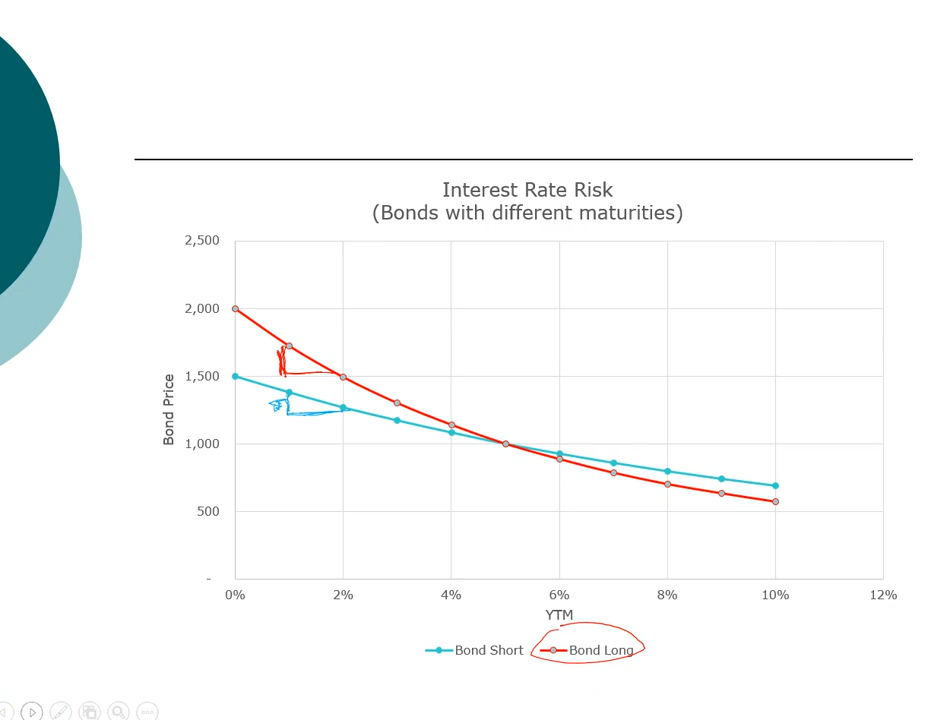 Interest Rate Risk
(Bonds with different maturities)
2,500
2,000
1,500
1,000
500
-
Bond Price
0% 2% 4% 6% 8% 10% 12%
YTM
Bond Short Bond Long